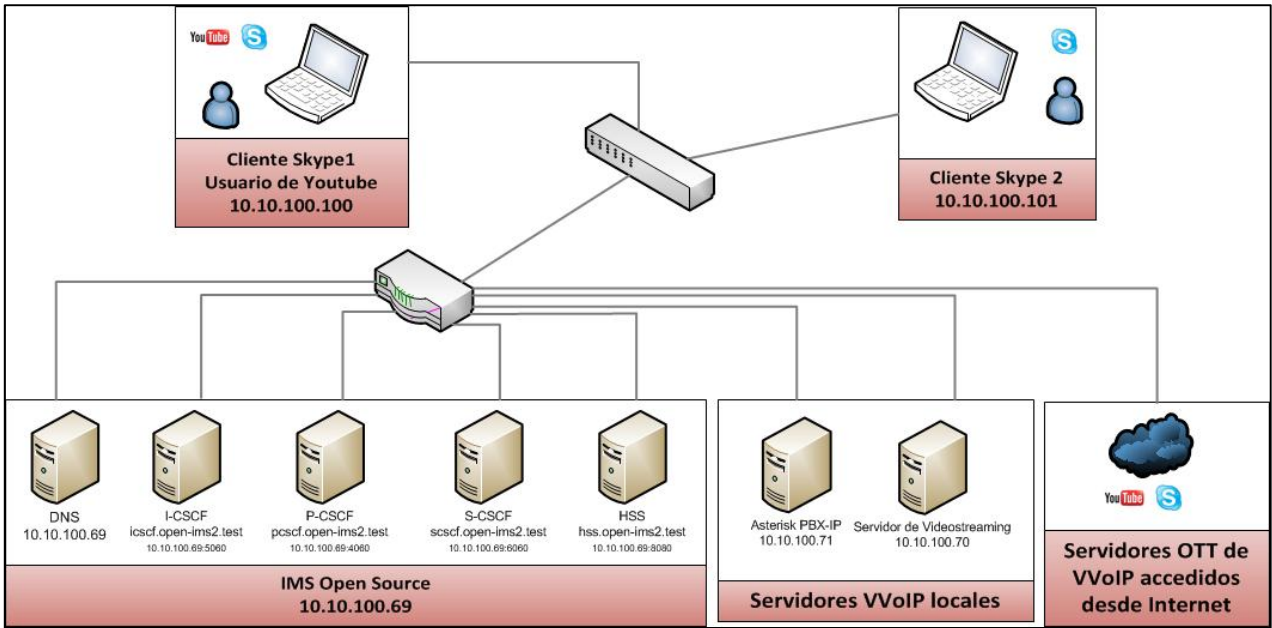 You Tube
S
Cliente Skype1
Usuario de Youtube
10.10.100.100
S
Cliente Skype 2
10.10.100.101
DNS
10.10.100.69
I-CSCF
icscf.open-ims2.test
10.10.100.69:5060
P-CSCF
pcscf.open-ims2.test
10.10.100.69:4060
S-CSCF
scscf.open-ims2.test
10.10.100.69:6060
HSS
hss.open-ims2.test
10.10.100.69:8080
IMS Open Source
10.10.100.69
Asterisk PBX-IP
10.10.100.71
Servidor de Videostreaming
10.10.100.70
Servidores VVoIP locales
You Tube
S
Servidores OTT de
VVoIP accedidos
desde Internet